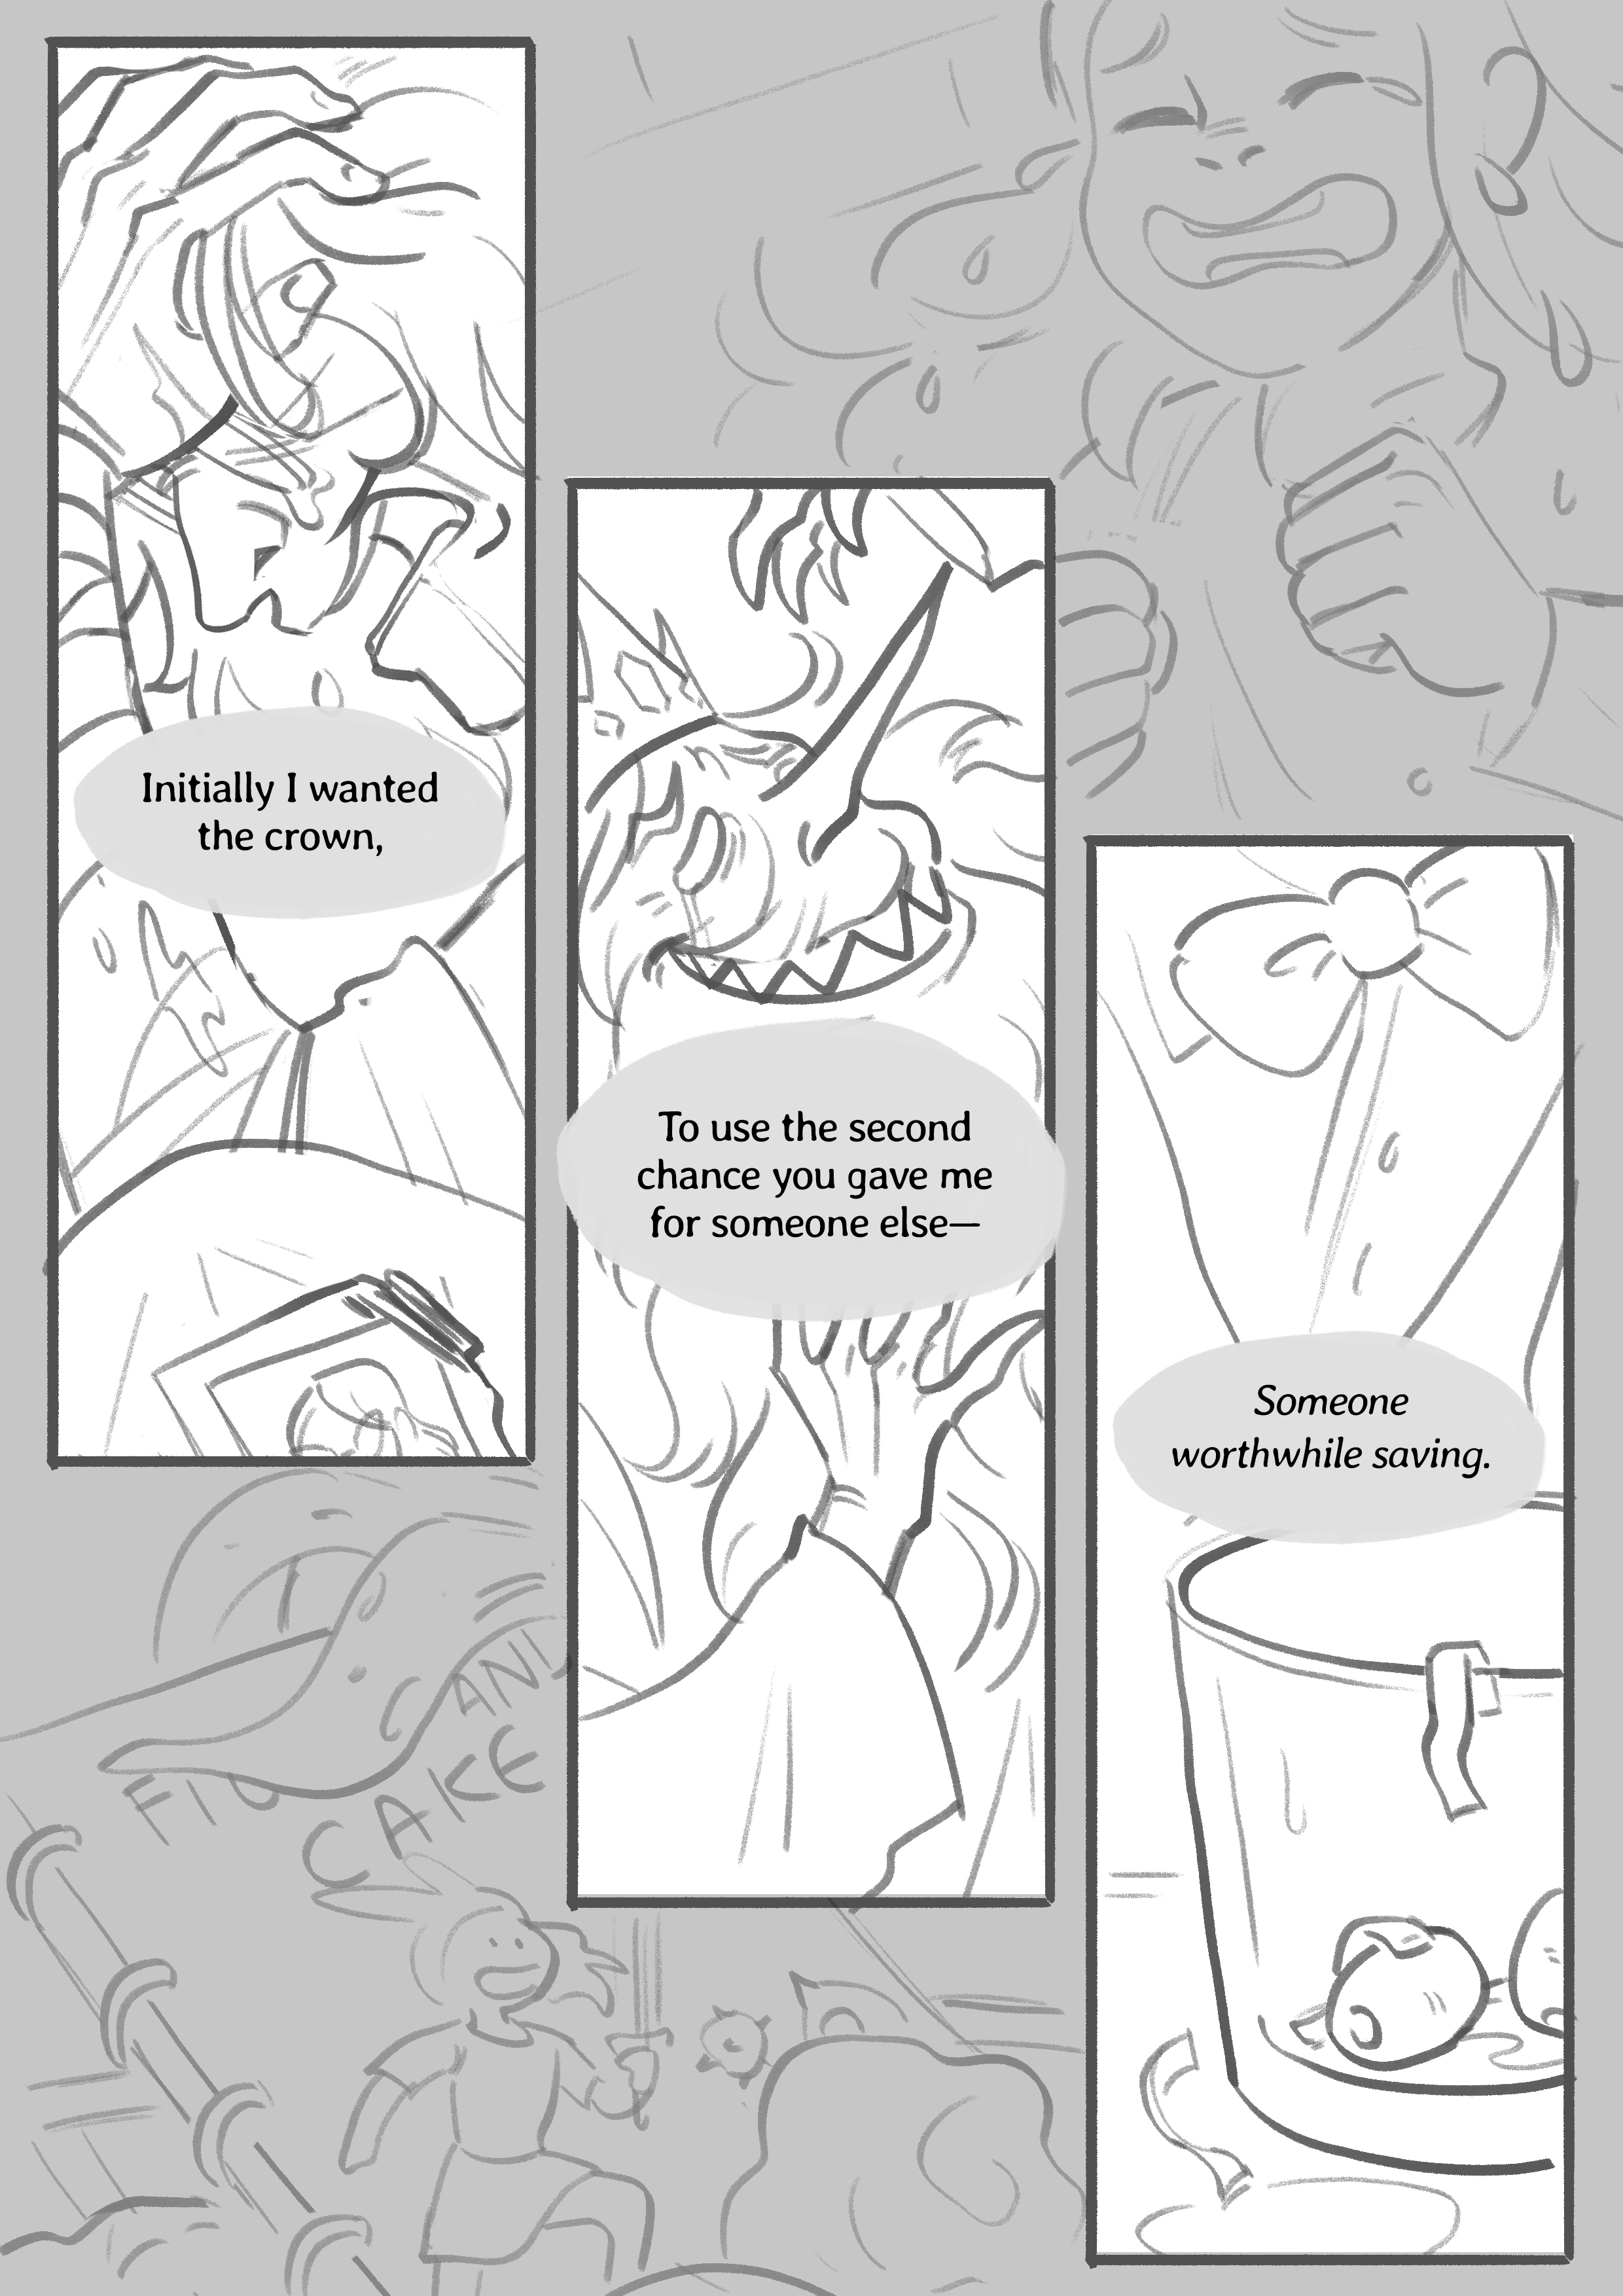 Initially I wanted
the crown,
To use the second
chance you gave me
for someone else—
Someone
worthwhile saving.
AND
CAKE